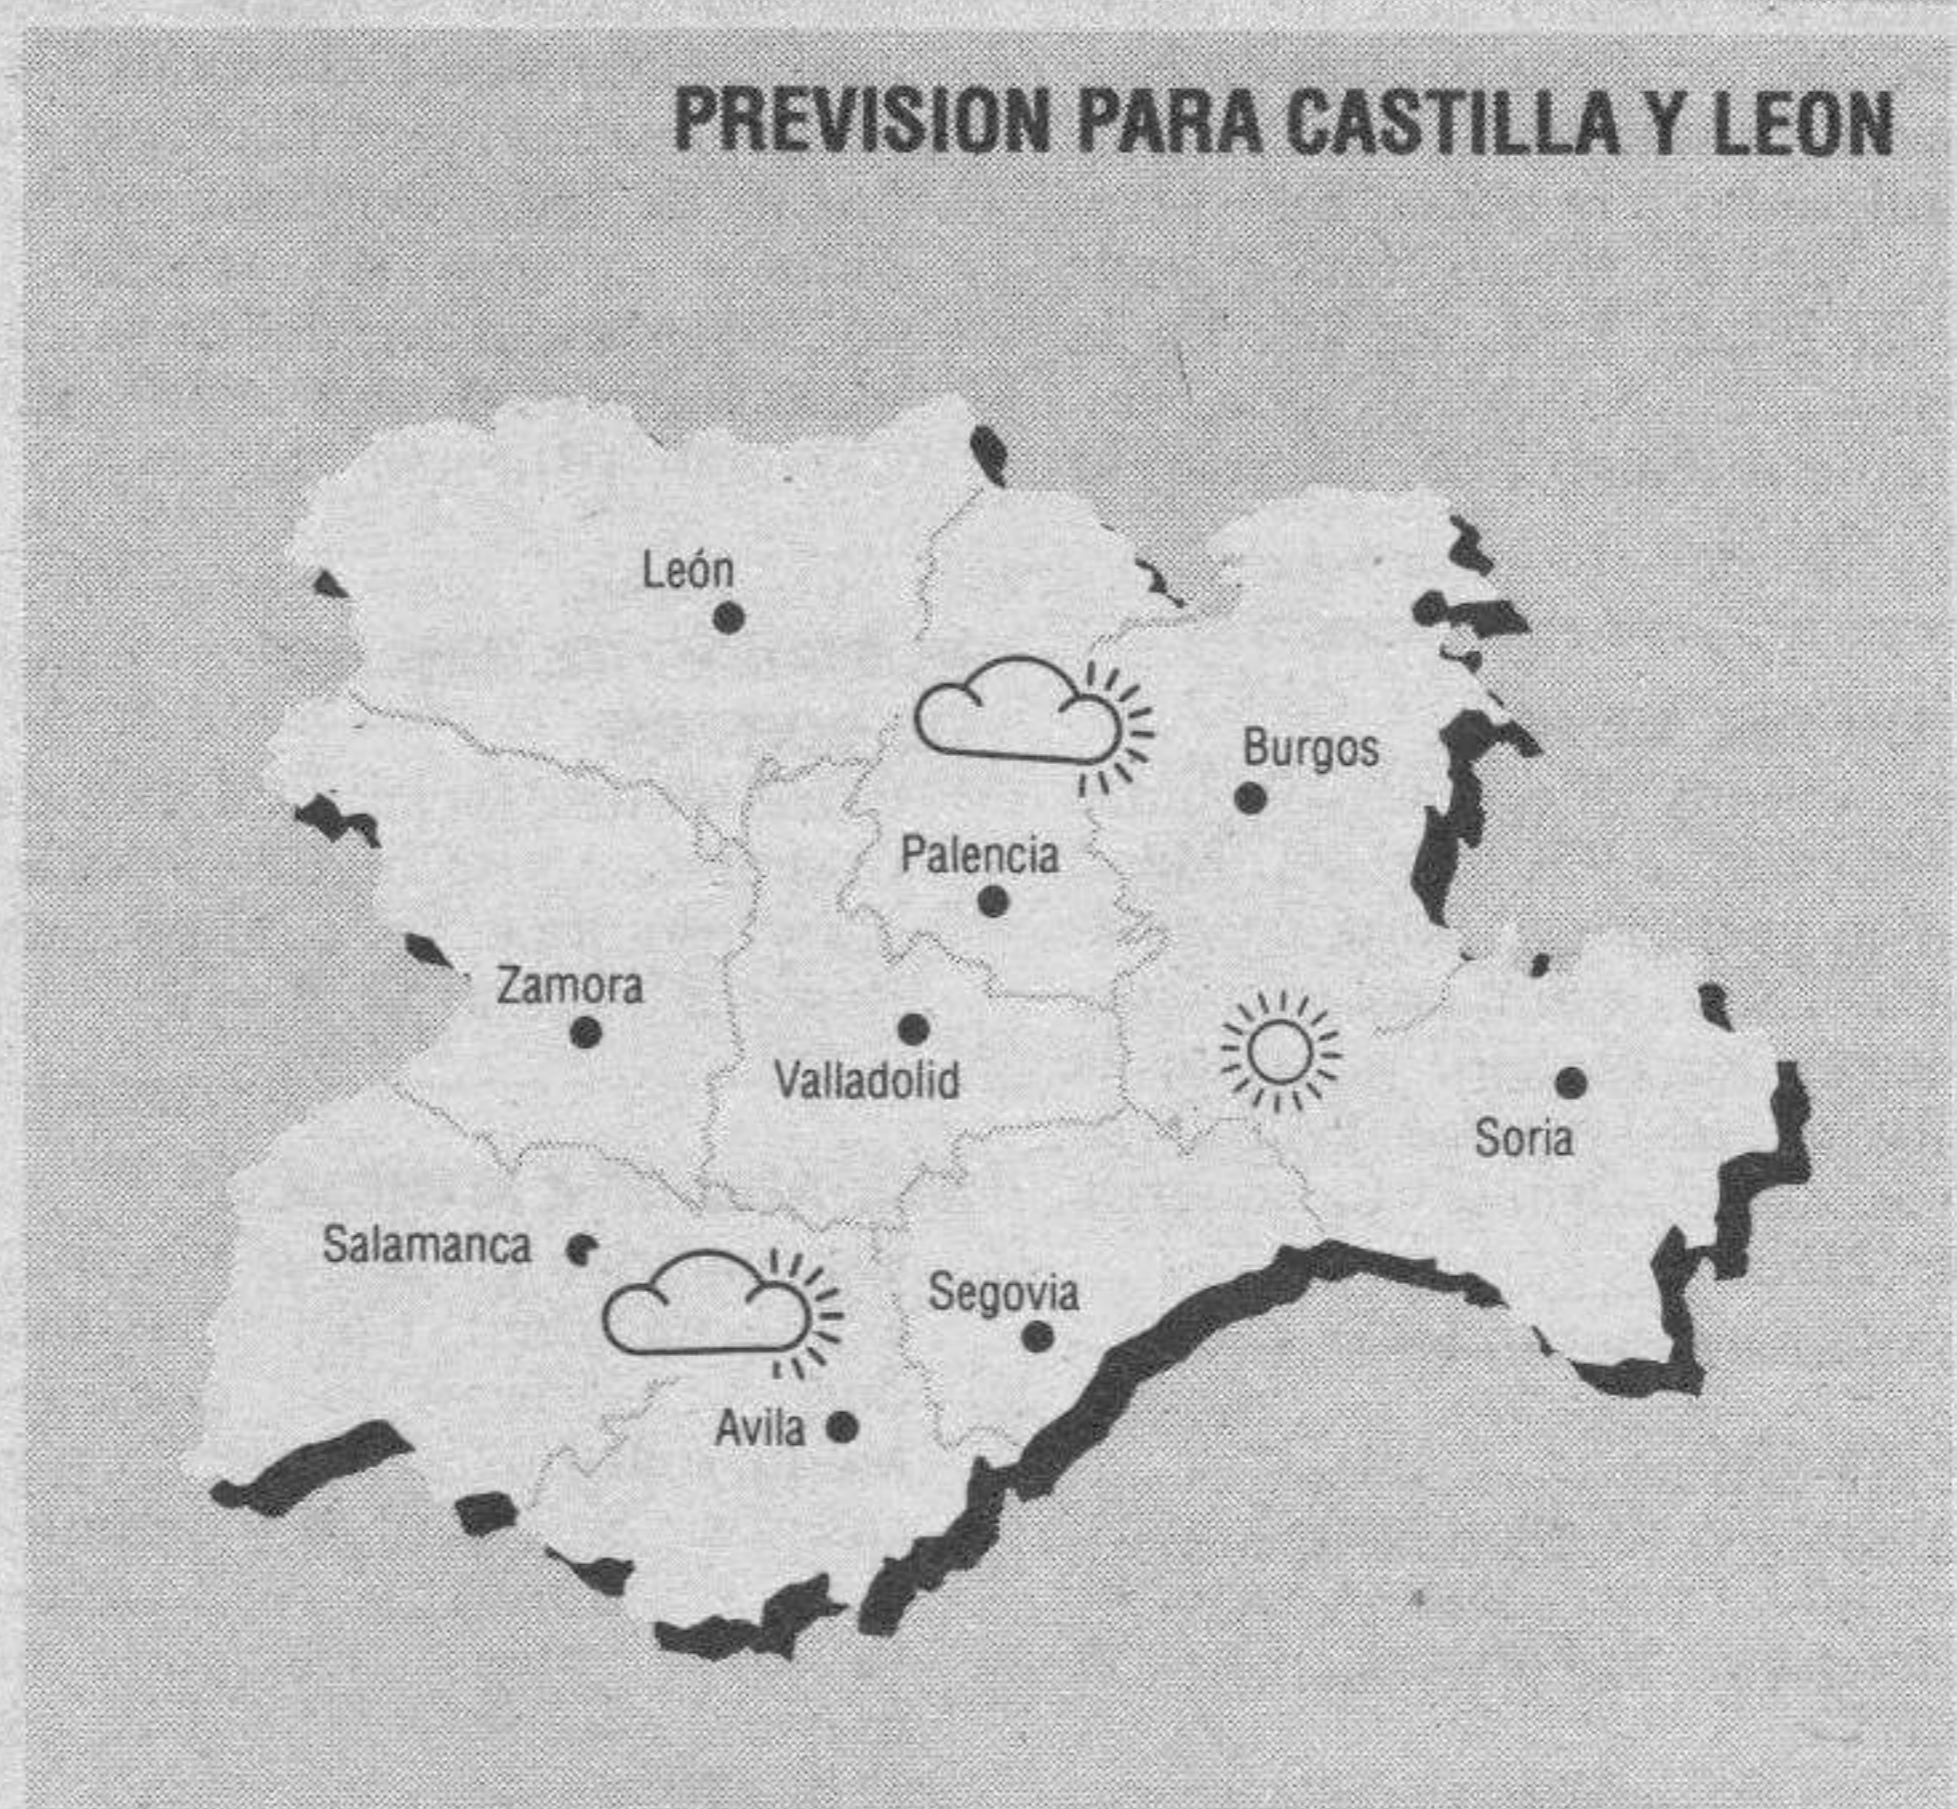 PREVISION PARA CASTILLA Y LEON
León
Burgos
Palencia
Zamora
Valladolid
Soria
Salamanca
Segovia
Avila